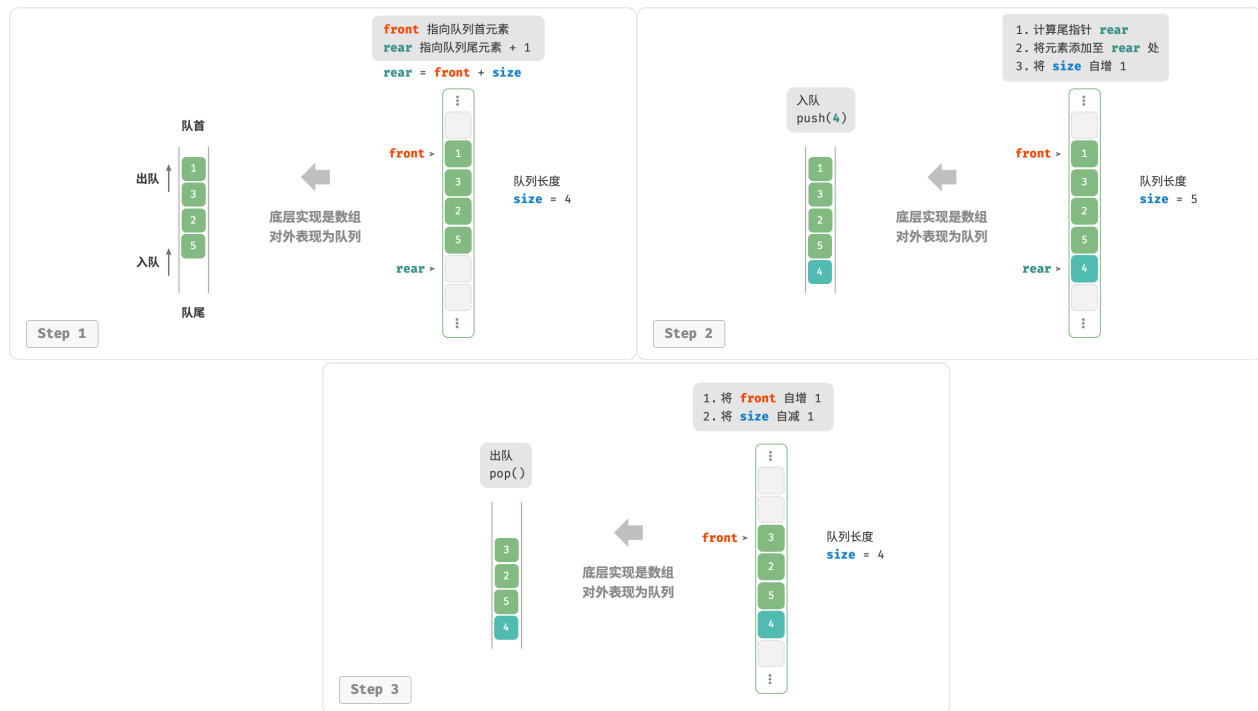 front 指向队列首元素
rear 指向队列尾元素 + 1
rear = front + size
队首
出队
入队
队尾
1
3
2
5
底层实现是数组
对外表现为队列
front
rear
1
3
2
5
队列长度
size = 4
Step 1
1. 计算尾指针 rear
2. 将元素添加至 rear 处
3. 将 size 自增 1
入队
push(4)
1
3
2
5
4
底层实现是数组
对外表现为队列
front
rear
1
3
2
5
4
队列长度
size = 5
Step 2
1. 将 front 自增 1
2. 将 size 自减 1
出队
pop()
3
2
5
4
底层实现是数组
对外表现为队列
front
3
2
5
4
队列长度
size = 4
Step 3